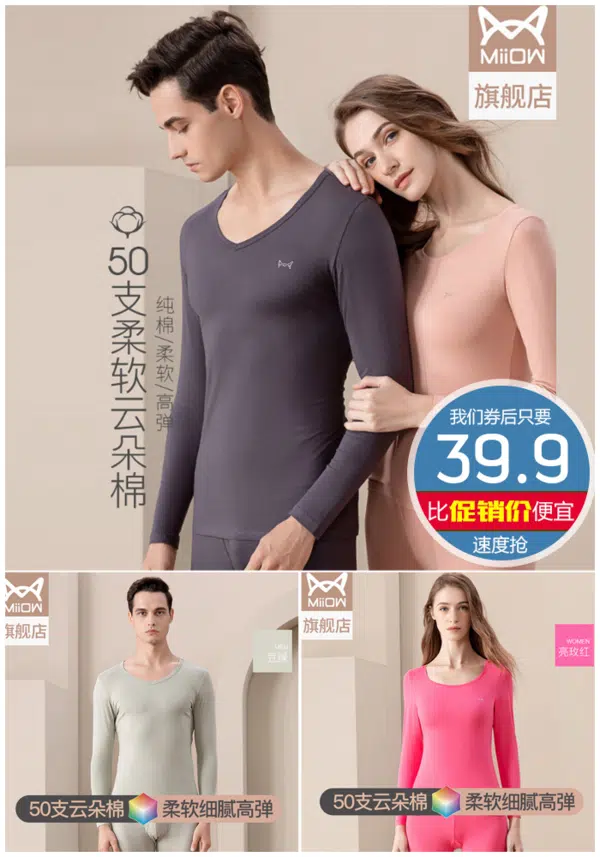 MiiOW
旗舰店
50支柔软云朵棉
纯棉/柔软/高弹
我们券后只要
39.9
比促销价便宜
速度抢
MiiOW
旗舰店
50支云朵棉
柔软细腻高弹
MiiOW
旗舰店
WOMEN
亮玫红
50支云朵棉
柔软细腻高弹